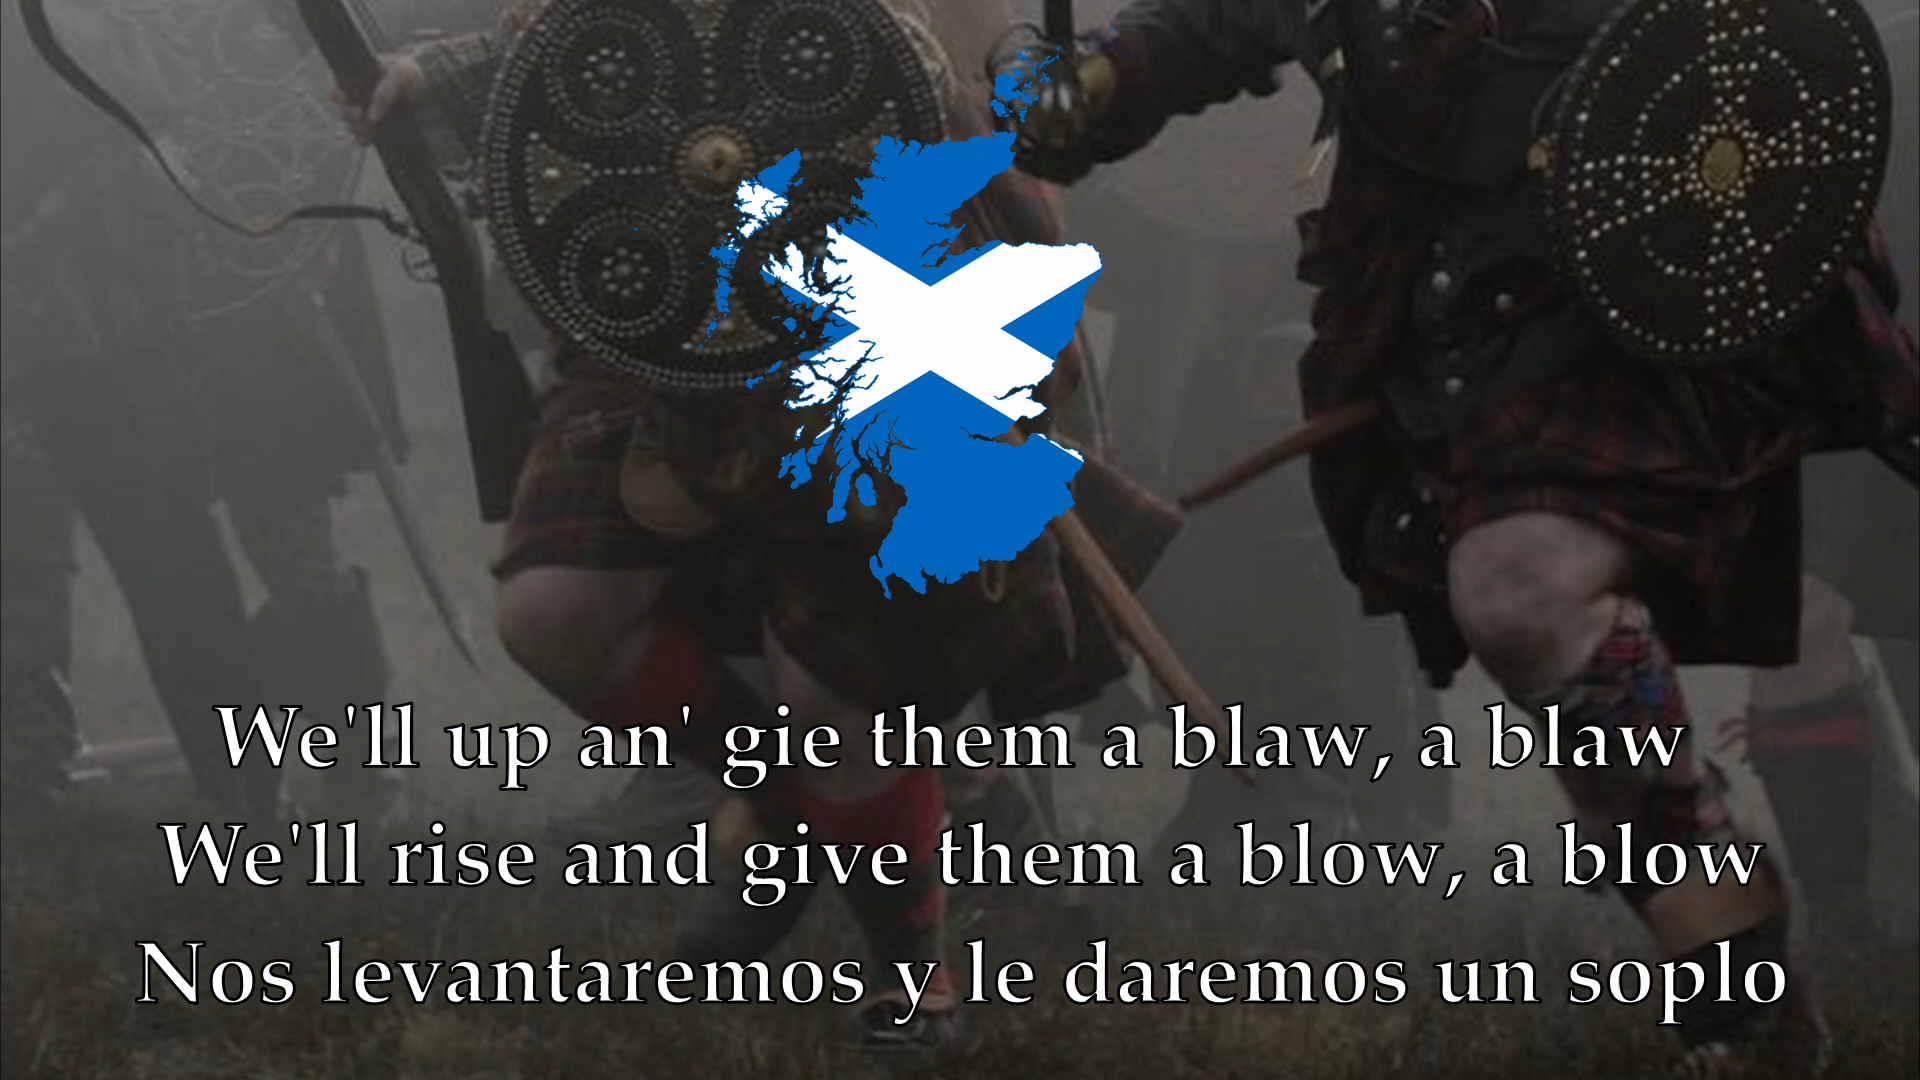 We'll up an' gie them a blaw, a blaw
We'll rise and give them a blow, a blow
Nos levantaremos y le daremos un soplo